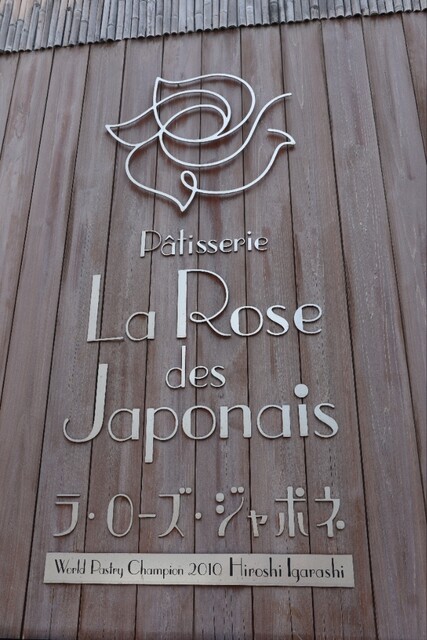 Pâtisserie
La Rose
des
Japonais
ラ・ローズ・ジャポネ
World Pastry Champion 2010 Hiroshi Igarashi